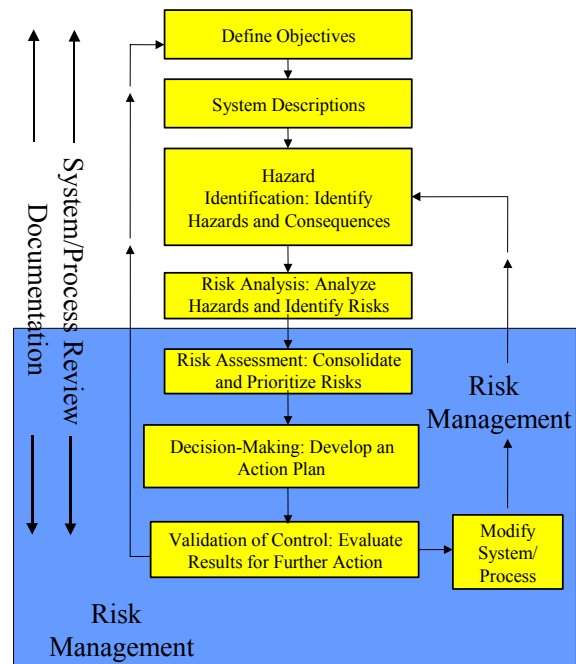 Define Objectives
System Descriptions
Hazard
Identification: Identify
Hazards and Consequences
Risk Analysis: Analyze
Hazards and Identify Risks
Risk Assessment: Consolidate
and Prioritize Risks
Decision-Making: Develop an
Action Plan
Validation of Control: Evaluate
Results for Further Action
Modify
System/
Process
Risk
Management
Risk
Management
System/Process Review
Documentation